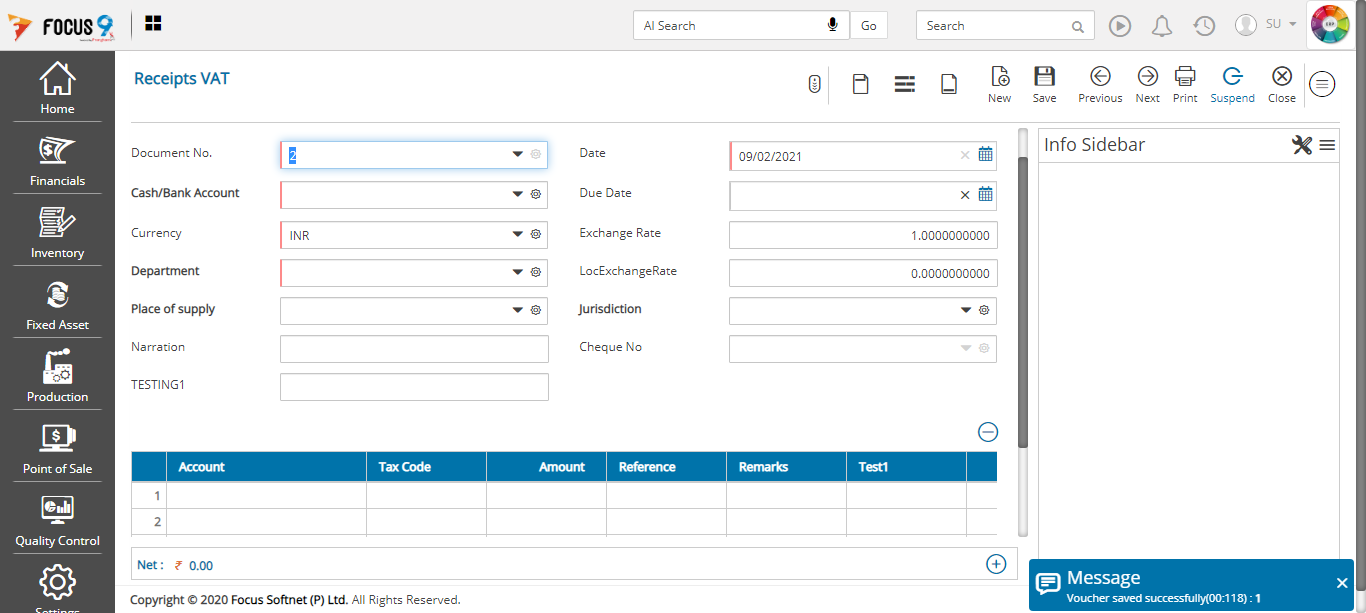 FOCUS 9
AI Search
Go
Search
SU
ERP
Home
Financials
Inventory
Fixed Asset
Production
Point of Sale
Quality Control
Settings
Receipts VAT
New
Save
Previous
Next
Print
Suspend
Close
Document No.
2
Date
09/02/2021
Cash/Bank Account
Due Date
Currency
INR
Exchange Rate
1.0000000000
Department
LocExchangeRate
0.0000000000
Place of supply
Jurisdiction
Narration
Cheque No
TESTING1
Info Sidebar
Account Tax Code Amount Reference Remarks Test1
1
2
Net : ₹ 0.00
Message
Voucher saved successfully(00:118) : 1
Copyright © 2020 Focus Softnet (P) Ltd. All Rights Reserved.